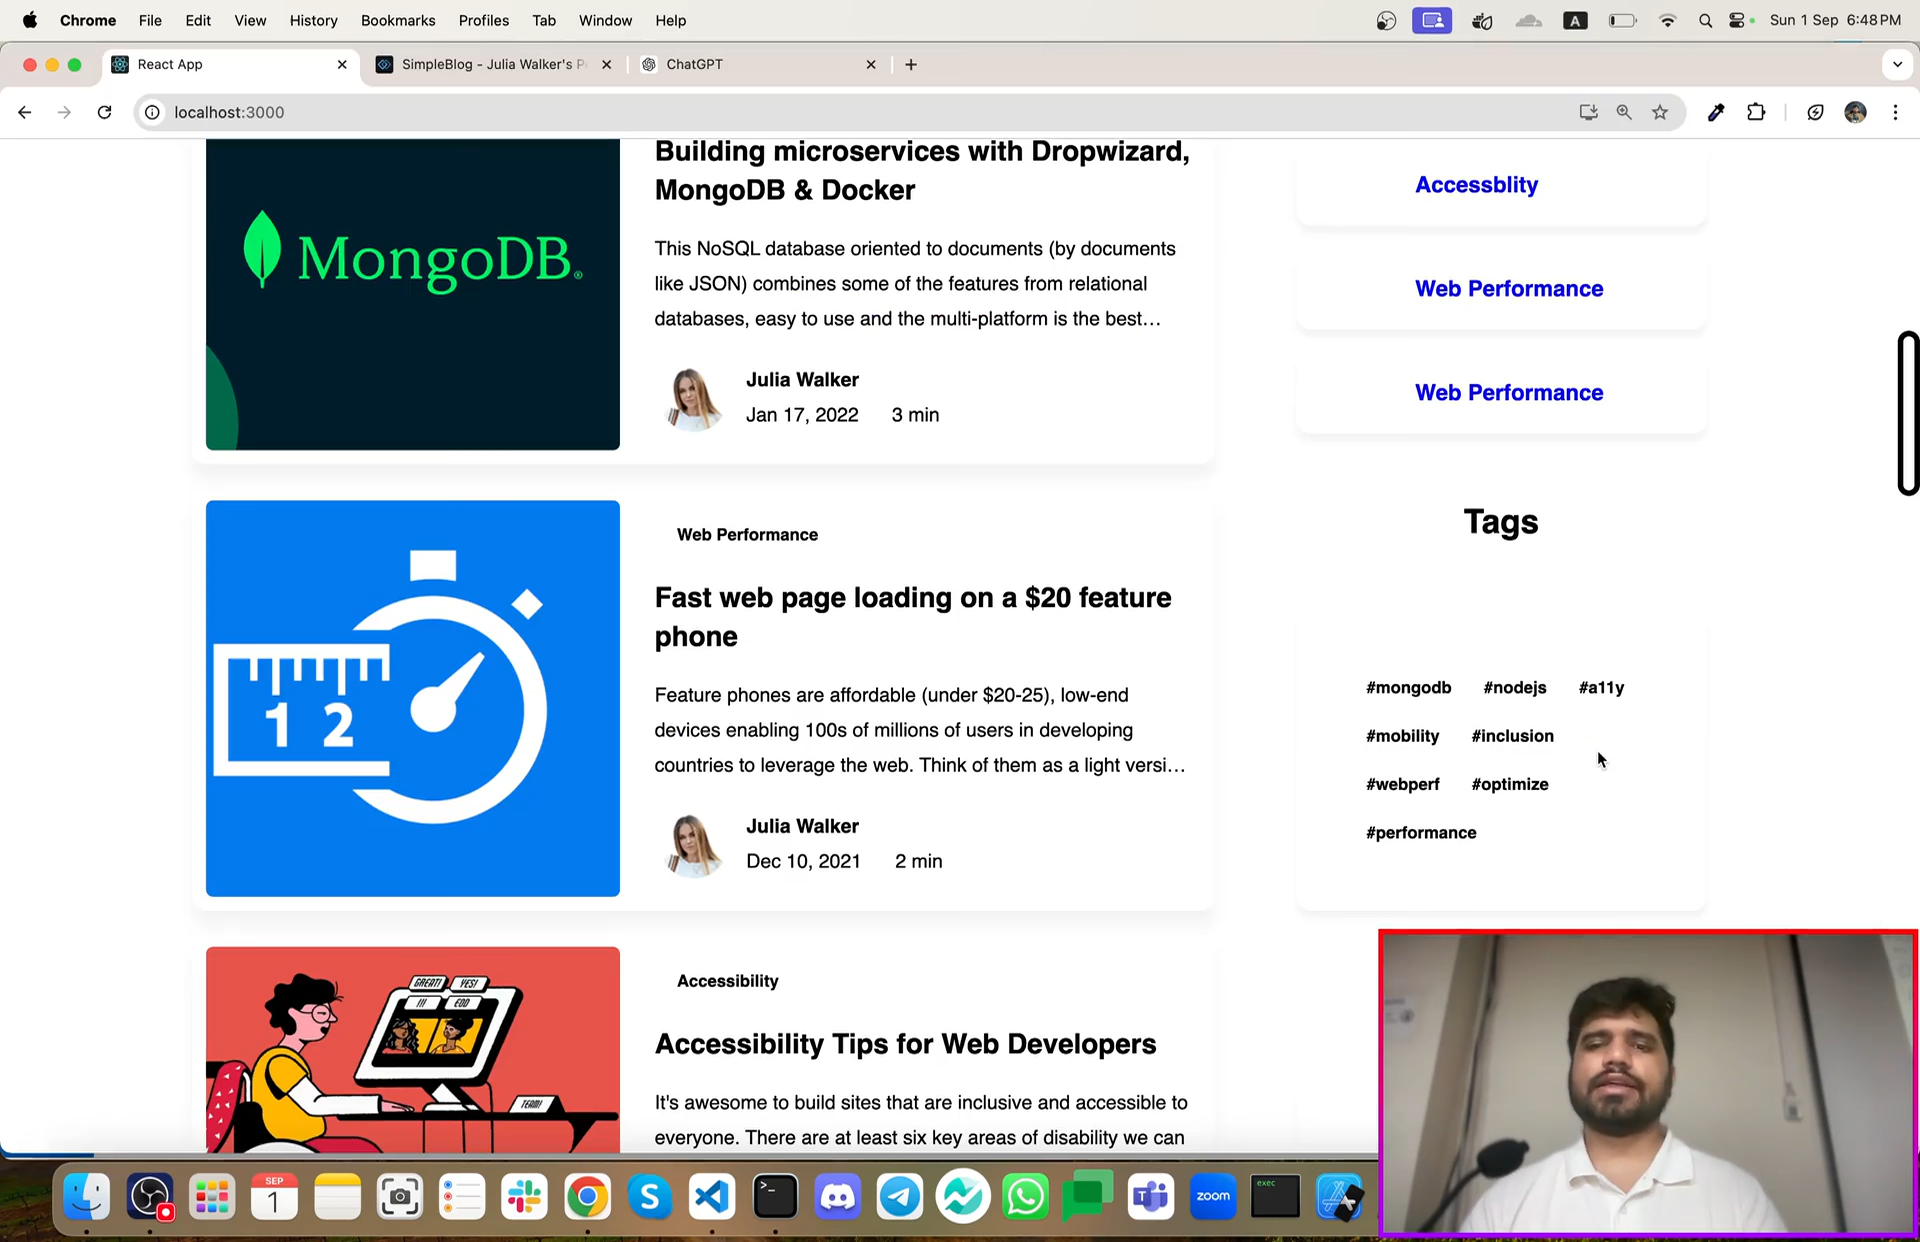 Chrome File Edit View History Bookmarks Profiles Tab Window Help
A
Sun 1 Sep 6:48 PM
React App
SimpleBlog - Julia Walker's P
ChatGPT
localhost:3000
MongoDB®
Building microservices with Dropwizard,
MongoDB & Docker
This NoSQL database oriented to documents (by documents
like JSON) combines some of the features from relational
databases, easy to use and the multi-platform is the best…
Julia Walker
Jan 17, 2022 3 min
1 2
Web Performance
Fast web page loading on a $20 feature
phone
Feature phones are affordable (under $20-25), low-end
devices enabling 100s of millions of users in developing
countries to leverage the web. Think of them as a light versi…
Julia Walker
Dec 10, 2021 2 min
GREAT! YES!
!!! EOD
TEAM!
Accessibility
Accessibility Tips for Web Developers
It's awesome to build sites that are inclusive and accessible to
everyone. There are at least six key areas of disability we can
Accessblity
Web Performance
Web Performance
Tags
#mongodb #nodejs #a11y
#mobility #inclusion
#webperf #optimize
#performance
SEP
1
S
>_
T
zoom
exec